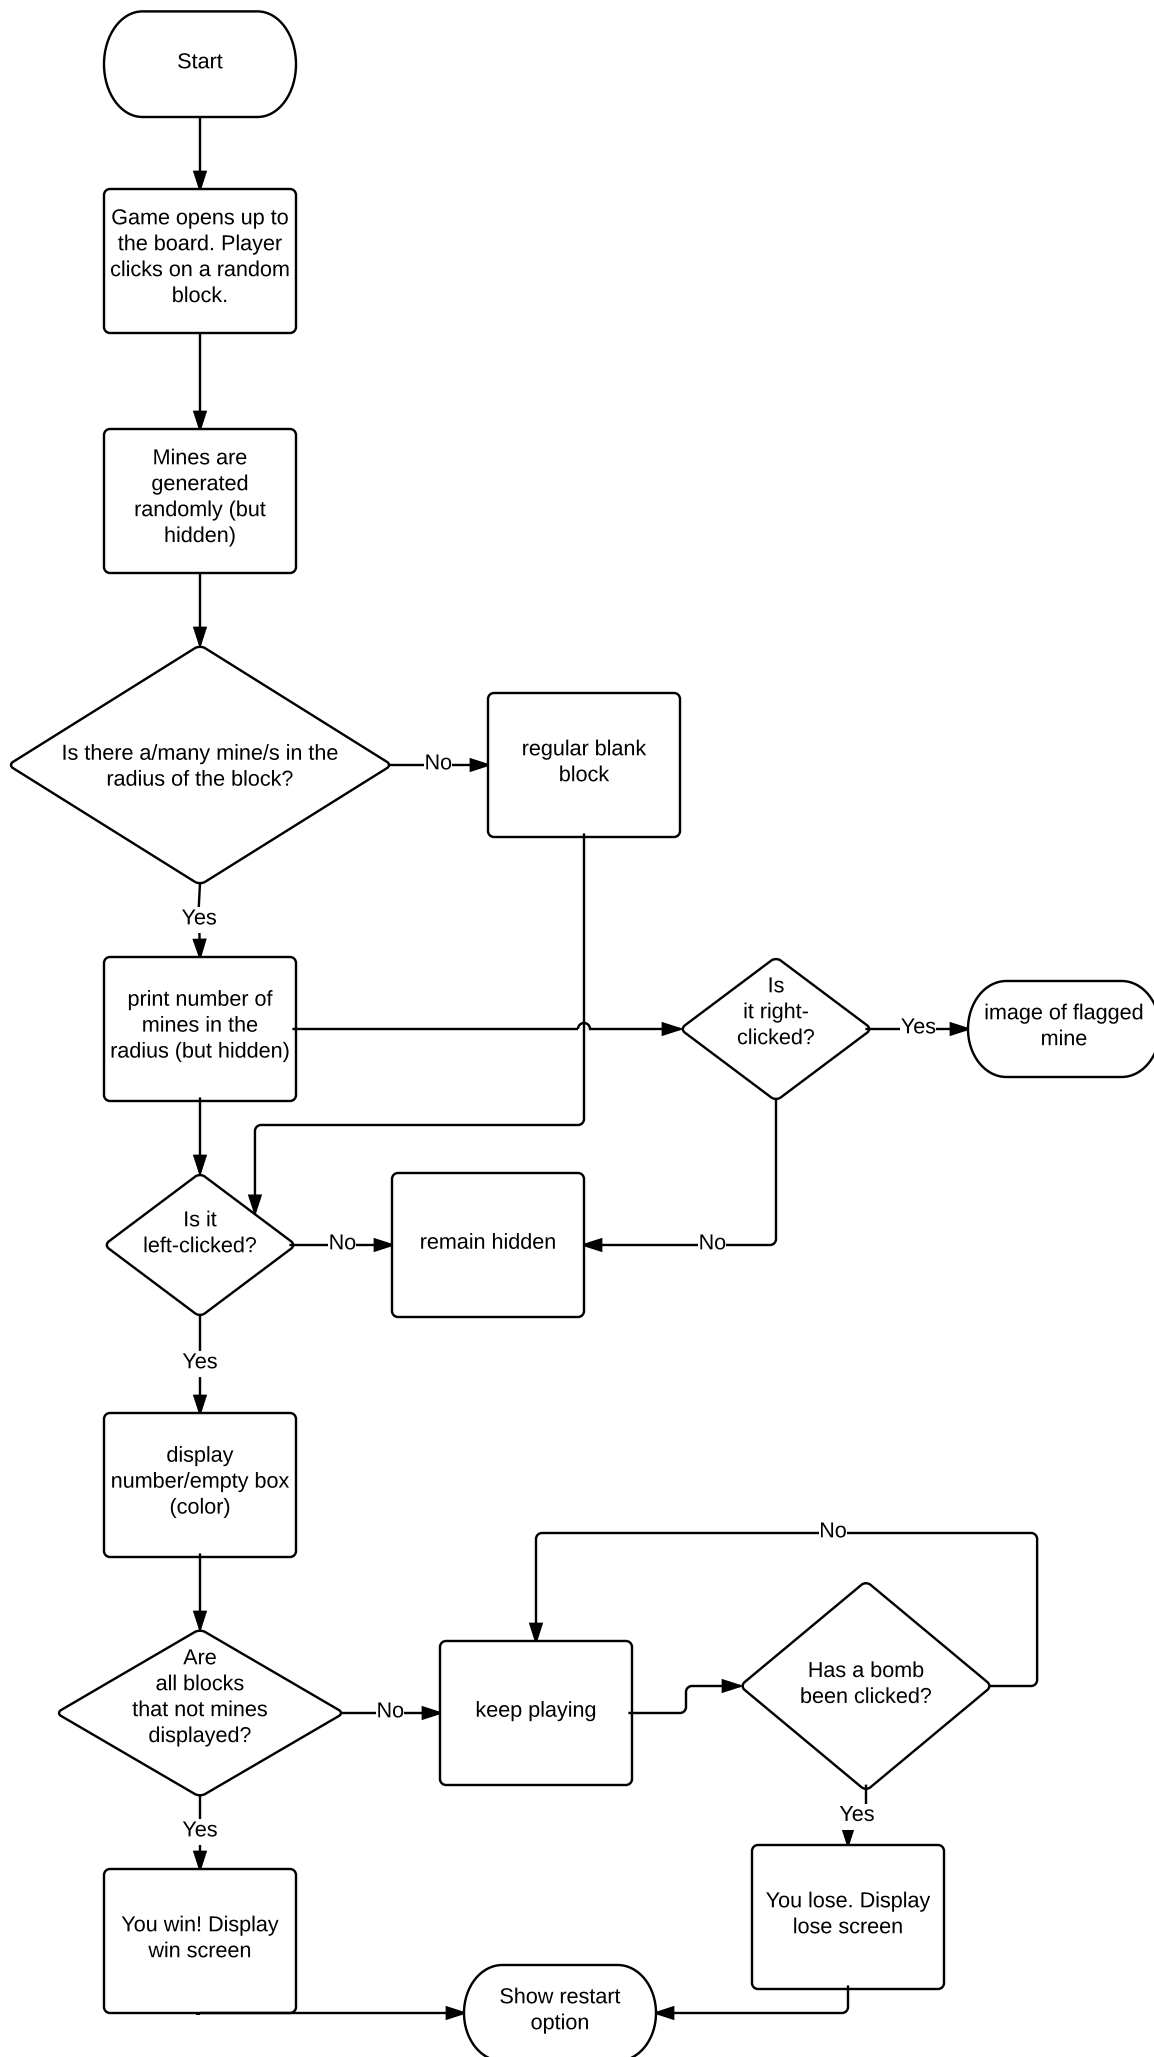 Start
Game opens up to
the board. Player
clicks on a random
block.
Mines are
generated
randomly (but
hidden)
Is there a/many mine/s in the
radius of the block?
No
regular blank
block
Yes
print number of
mines in the
radius (but hidden)
Is
it right-
clicked?
Yes
image of flagged
mine
Is it
left-clicked?
No
remain hidden
No
Yes
display
number/empty box
(color)
No
Are
all blocks
that not mines
displayed?
No
keep playing
Has a bomb
been clicked?
Yes
Yes
You win! Display
win screen
You lose. Display
lose screen
Show restart
option